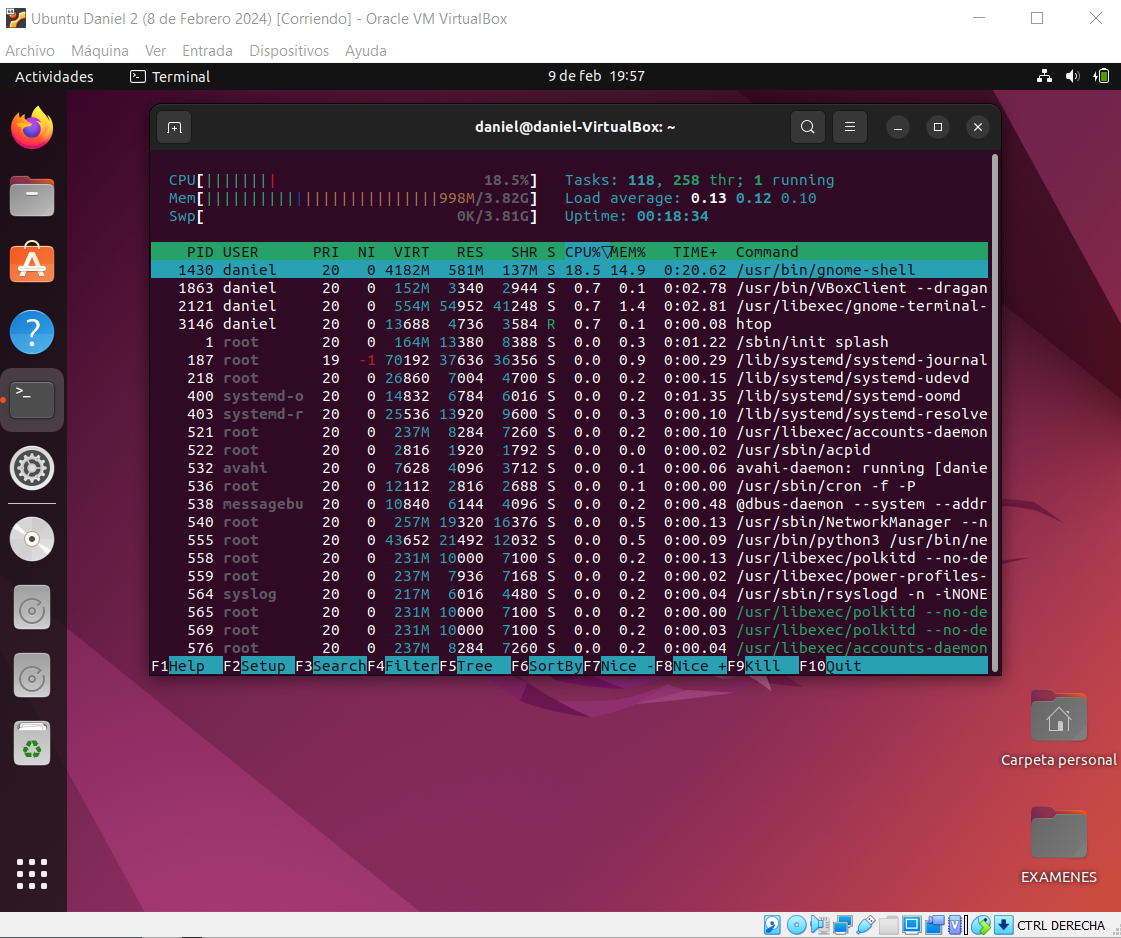 Ubuntu Daniel 2 (8 de Febrero 2024) [Corriendo] - Oracle VM VirtualBox
Archivo Máquina Ver Entrada Dispositivos Ayuda
Actividades Terminal 9 de feb 19:57
daniel@daniel-VirtualBox: ~
CPU[|||||||| 18.5%] Tasks: 118, 258 thr; 1 running
Mem[||||||||||||||||||||||||||998M/3.82G] Load average: 0.13 0.12 0.10
Swp[ 0K/3.81G] Uptime: 00:18:34
PID USER PRI NI VIRT RES SHR S CPU%▽MEM% TIME+ Command
1430 daniel 20 0 4182M 581M 137M S 18.5 14.9 0:20.62 /usr/bin/gnome-shell
1863 daniel 20 0 152M 3340 2944 S 0.7 0.1 0:02.78 /usr/bin/VBoxClient --dragan
2121 daniel 20 0 554M 54952 41248 S 0.7 1.4 0:02.81 /usr/libexec/gnome-terminal-
3146 daniel 20 0 13688 4736 3584 R 0.7 0.1 0:00.08 htop
1 root 20 0 164M 13380 8388 S 0.0 0.3 0:01.22 /sbin/init splash
187 root 19 -1 70192 37636 36356 S 0.0 0.9 0:00.29 /lib/systemd/systemd-journal
218 root 20 0 26860 7004 4700 S 0.0 0.2 0:00.15 /lib/systemd/systemd-udevd
400 systemd-o 20 0 14832 6784 6016 S 0.0 0.2 0:01.35 /lib/systemd/systemd-oomd
403 systemd-r 20 0 25536 13920 9600 S 0.0 0.3 0:00.10 /lib/systemd/systemd-resolve
521 root 20 0 237M 8284 7260 S 0.0 0.2 0:00.10 /usr/libexec/accounts-daemon
522 root 20 0 2816 1920 1792 S 0.0 0.0 0:00.02 /usr/sbin/acpid
532 avahi 20 0 7628 4096 3712 S 0.0 0.1 0:00.06 avahi-daemon: running [danie
536 root 20 0 12112 2816 2688 S 0.0 0.1 0:00.00 /usr/sbin/cron -f -P
538 messagebu 20 0 10840 6144 4096 S 0.0 0.2 0:00.48 @dbus-daemon --system --addr
540 root 20 0 257M 19320 16376 S 0.0 0.5 0:00.13 /usr/sbin/NetworkManager --n
555 root 20 0 43652 21492 12032 S 0.0 0.5 0:00.09 /usr/bin/python3 /usr/bin/ne
558 root 20 0 231M 10000 7100 S 0.0 0.2 0:00.13 /usr/libexec/polkitd --no-de
559 root 20 0 237M 7936 7168 S 0.0 0.2 0:00.02 /usr/libexec/power-profiles-
564 syslog 20 0 217M 6016 4480 S 0.0 0.2 0:00.04 /usr/sbin/rsyslogd -n -iNONE
565 root 20 0 231M 10000 7100 S 0.0 0.2 0:00.00 /usr/libexec/polkitd --no-de
569 root 20 0 231M 10000 7100 S 0.0 0.2 0:00.03 /usr/libexec/polkitd --no-de
576 root 20 0 237M 8284 7260 S 0.0 0.2 0:00.04 /usr/libexec/accounts-daemon
F1Help F2Setup F3SearchF4FilterF5Tree F6SortByF7Nice -F8Nice +F9Kill F10Quit
Carpeta personal
EXAMENES
CTRL DERECHA